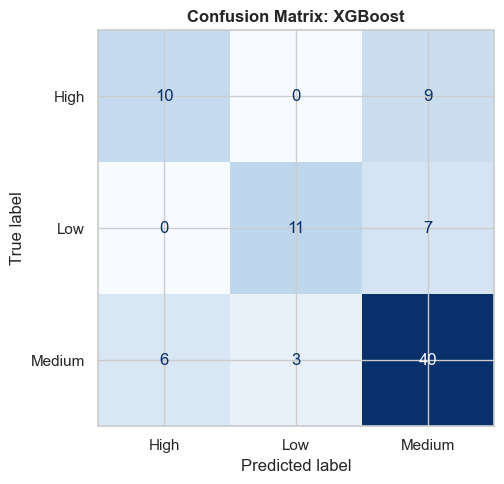 Confusion Matrix: XGBoost
True label
High
10 0 9
Low
0 11 7
Medium
6 3 40
High Low Medium
Predicted label